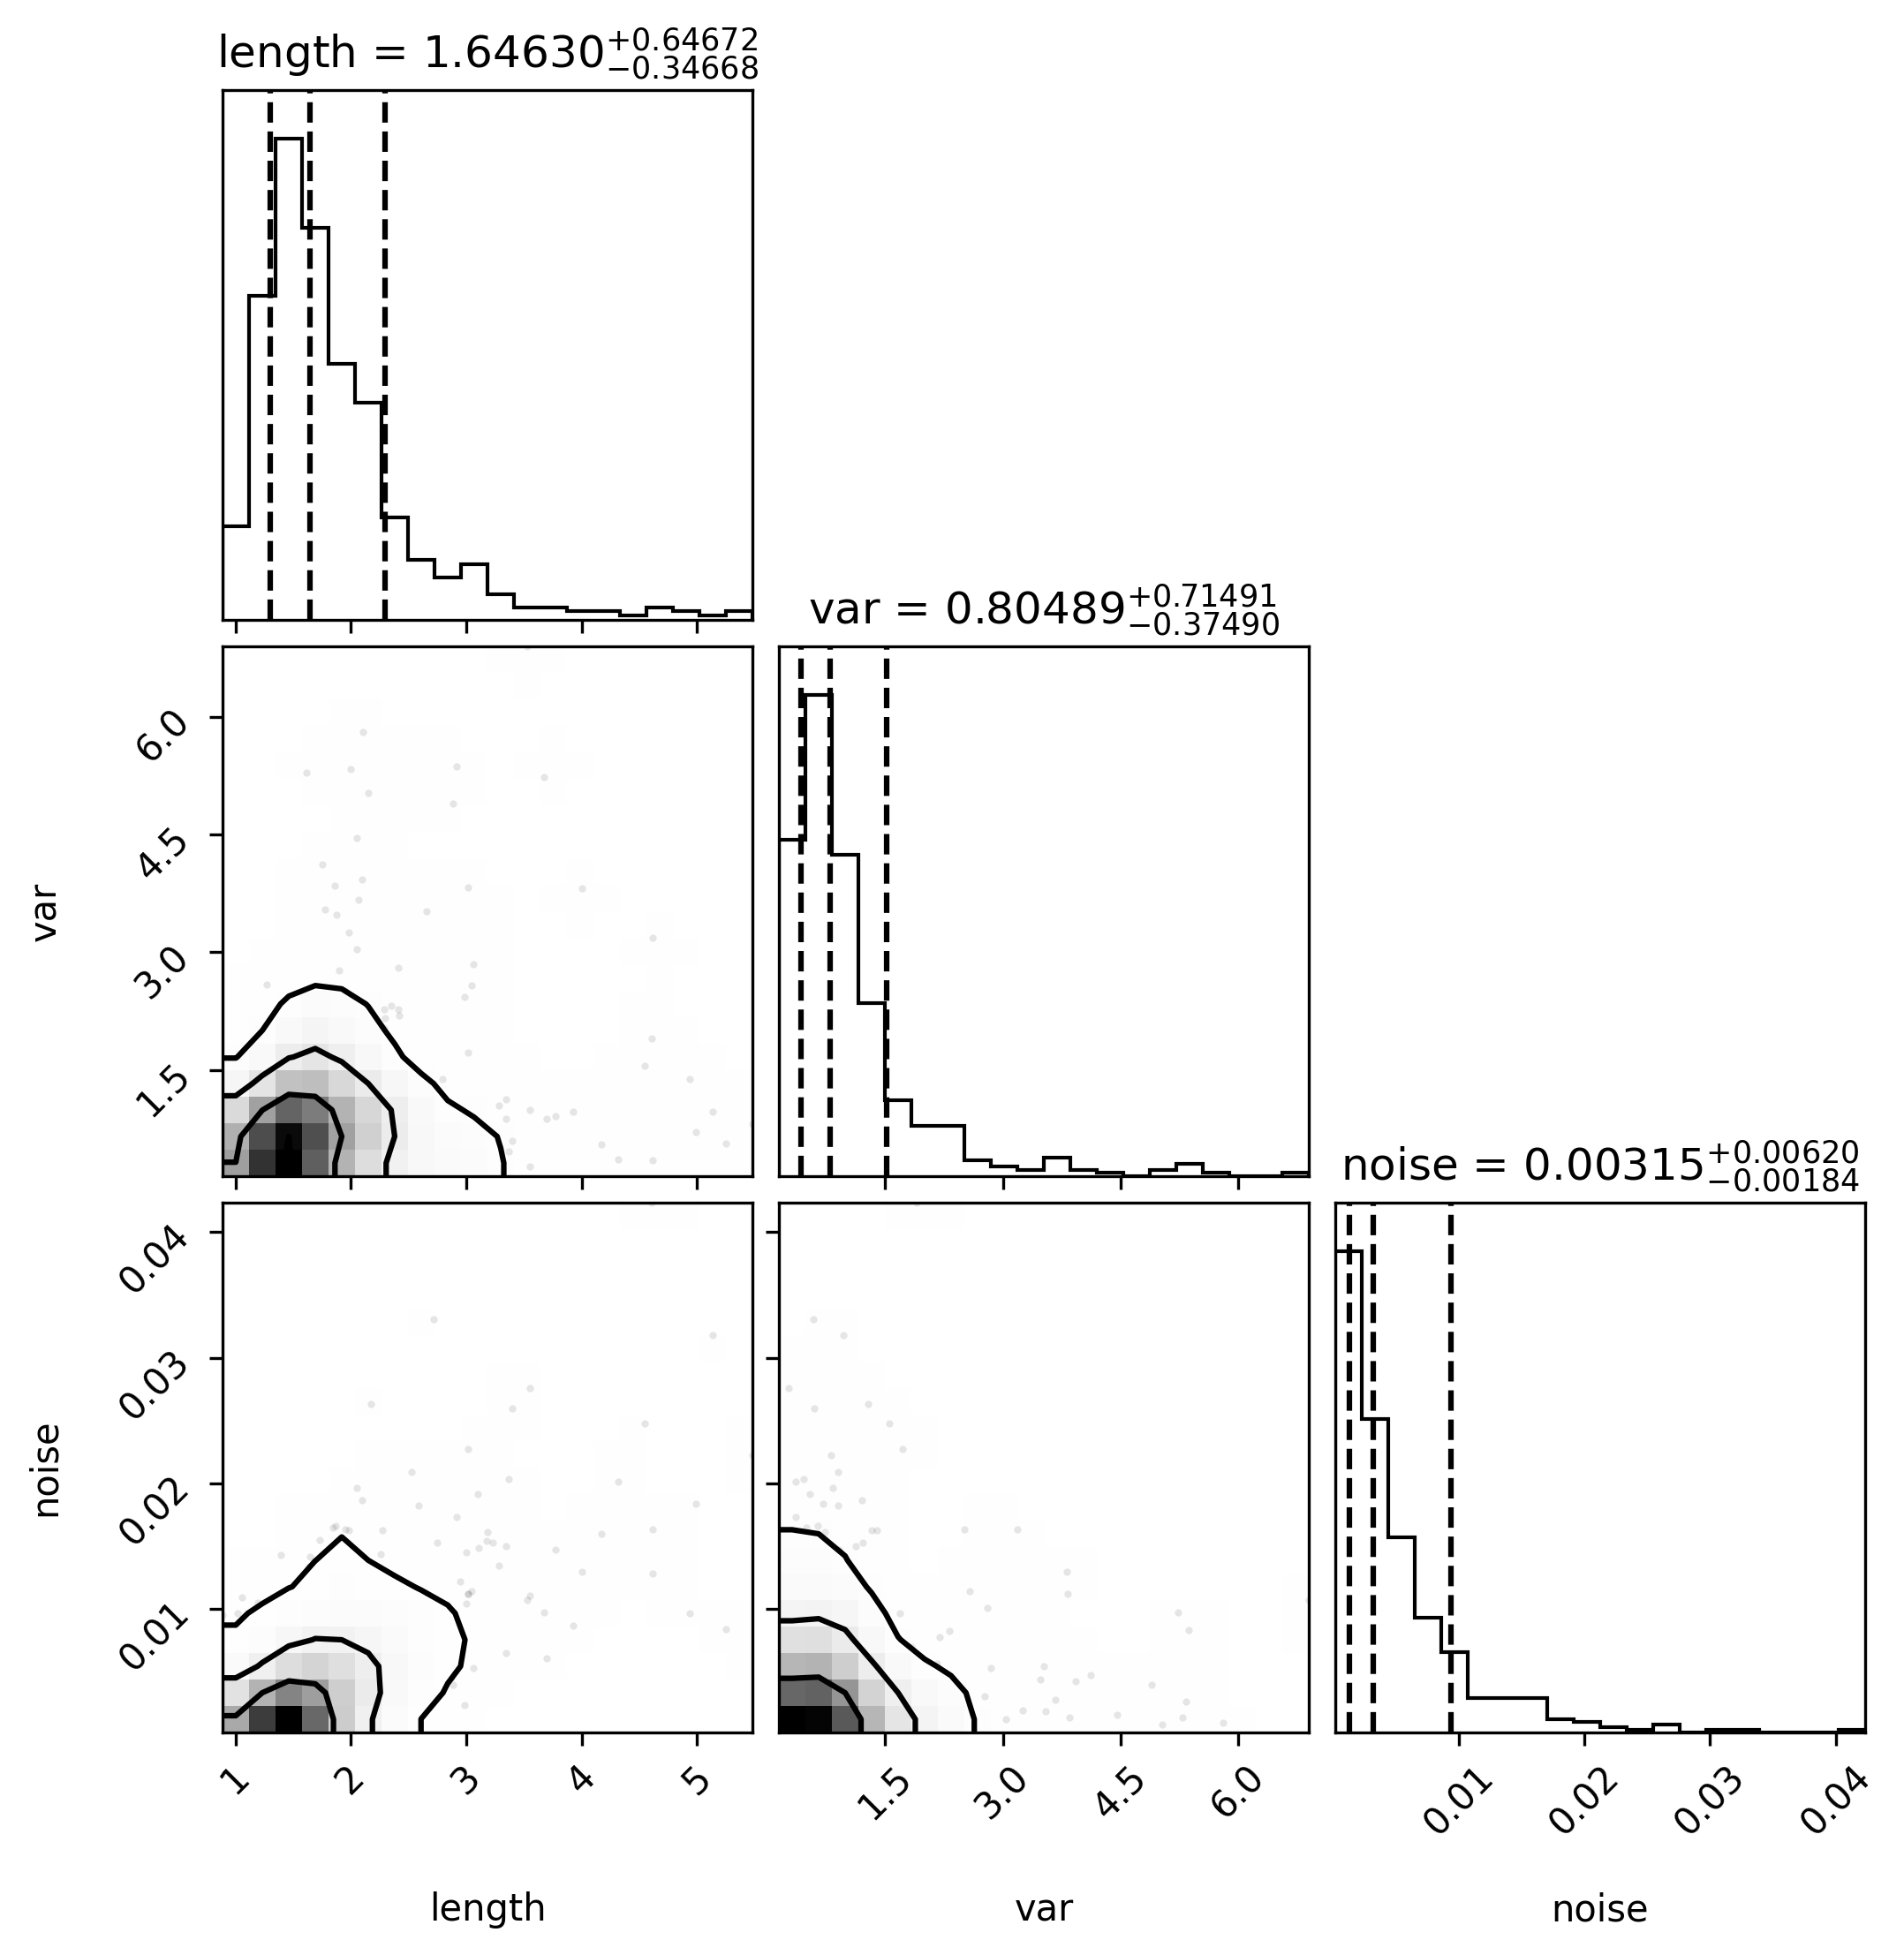 length = 1.64630+0.64672−0.34668
var = 0.80489+0.71491−0.37490
6.0
4.5
3.0
1.5
var
noise = 0.00315+0.00620−0.00184
0.04
0.03
0.02
0.01
noise
1 2 3 4 5
1.5 3.0 4.5 6.0
0.01 0.02 0.03 0.04
length var noise